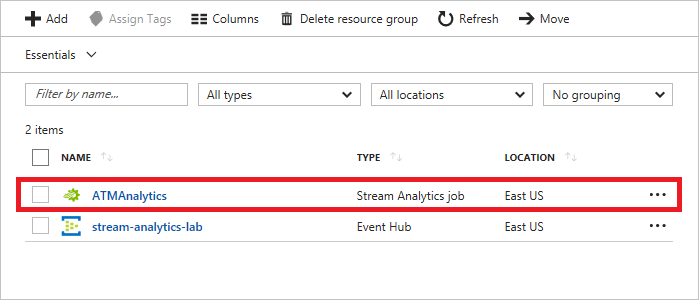 Add Assign Tags Columns Delete resource group Refresh Move
Essentials
Filter by name... All types All locations No grouping
2 items
NAME TYPE LOCATION
ATMAnalytics Stream Analytics job East US
stream-analytics-lab Event Hub East US